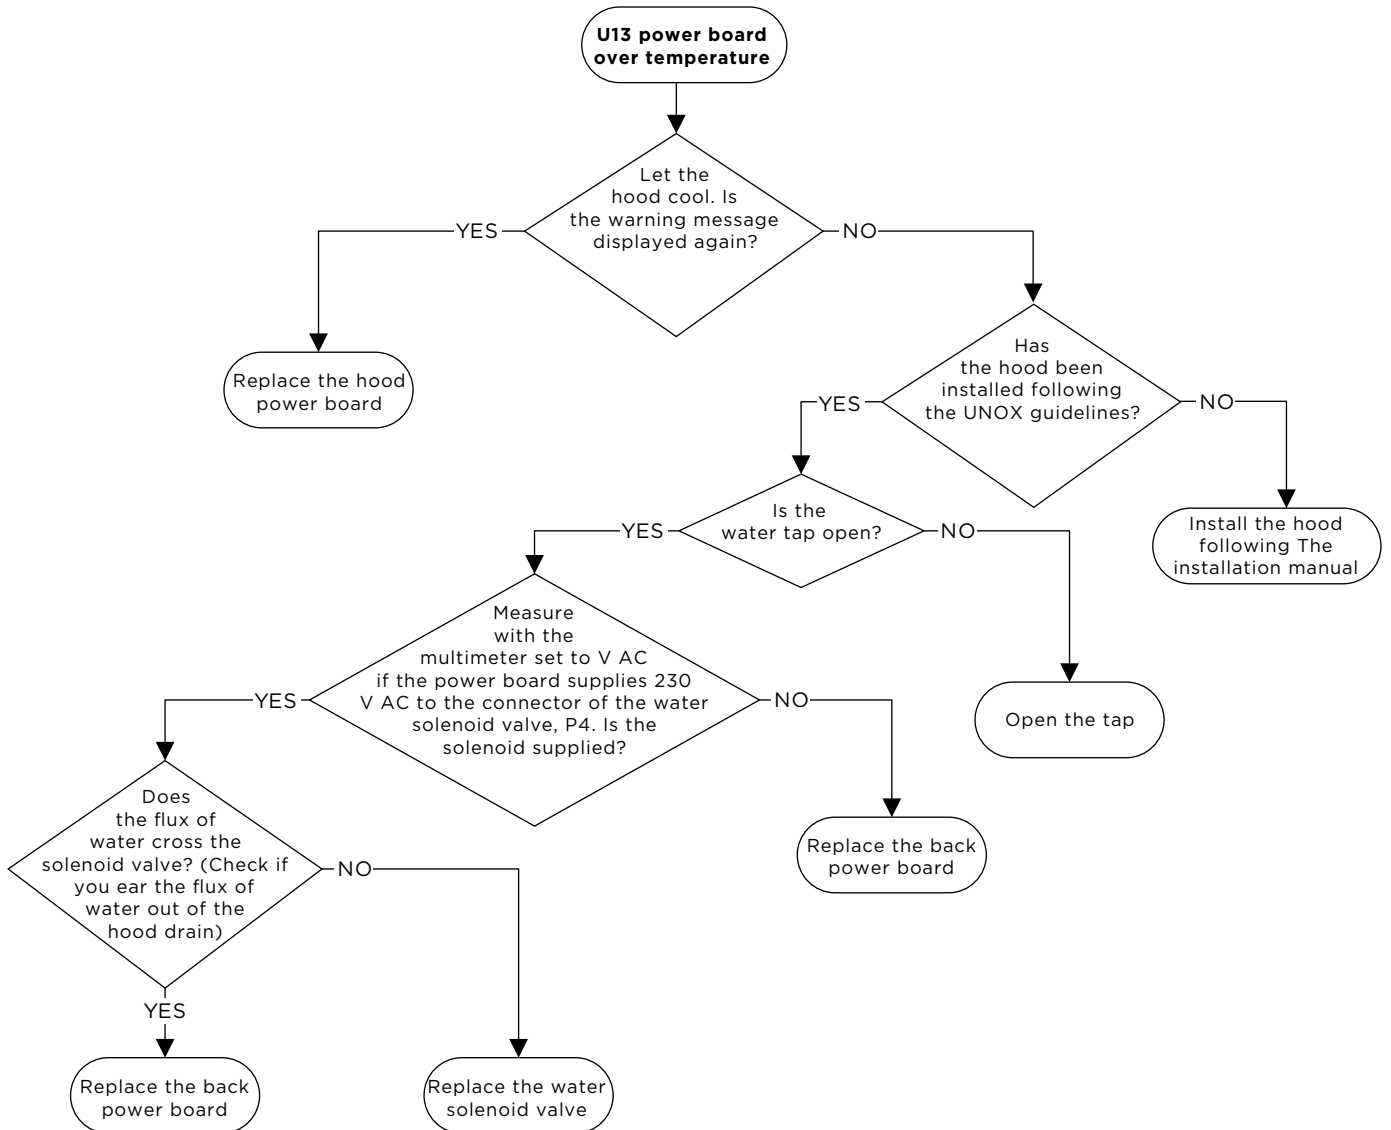 U13 power board
over temperature
Let the
hood cool. Is
the warning message
displayed again?
YES
NO
Replace the hood
power board
Has
the hood been
installed following
the UNOX guidelines?
YES
NO
Install the hood
following The
installation manual
Is the
water tap open?
YES
NO
Open the tap
Measure
with the
multimeter set to V AC
if the power board supplies 230
V AC to the connector of the water
solenoid valve, P4. Is the
solenoid supplied?
YES
NO
Replace the back
power board
Does
the flux of
water cross the
solenoid valve? (Check if
you ear the flux of
water out of the
hood drain)
NO
YES
Replace the back
power board
Replace the water
solenoid valve